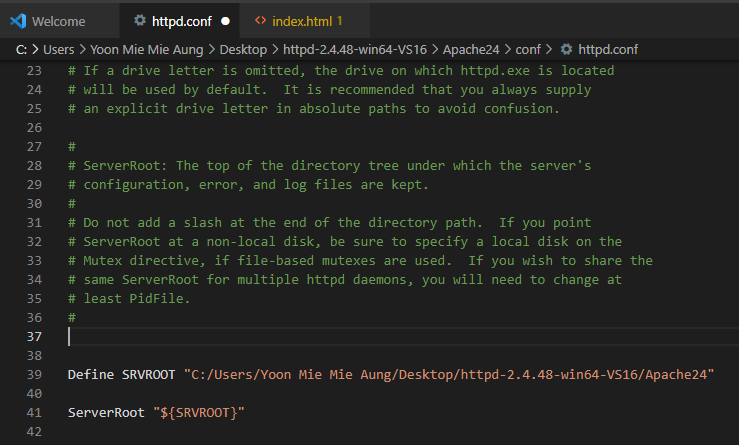 Welcome httpd.conf index.html 1
C: > Users > Yoon Mie Mie Aung > Desktop > httpd-2.4.48-win64-VS16 > Apache24 > conf > httpd.conf
23 # If a drive letter is omitted, the drive on which httpd.exe is located
24 # will be used by default.  It is recommended that you always supply
25 # an explicit drive letter in absolute paths to avoid confusion.
26
27 #
28 # ServerRoot: The top of the directory tree under which the server's
29 # configuration, error, and log files are kept.
30 #
31 # Do not add a slash at the end of the directory path.  If you point
32 # ServerRoot at a non-local disk, be sure to specify a local disk on the
33 # Mutex directive, if file-based mutexes are used.  If you wish to share the
34 # same ServerRoot for multiple httpd daemons, you will need to change at
35 # least PidFile.
36 #
37
38
39 Define SRVROOT "C:/Users/Yoon Mie Mie Aung/Desktop/httpd-2.4.48-win64-VS16/Apache24"
40
41 ServerRoot "${SRVROOT}"
42